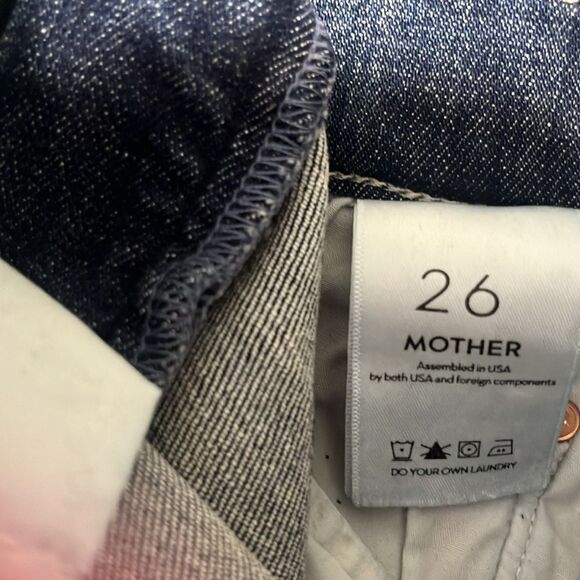 26
MOTHER
Assembled in USA
by both USA and foreign components
DO YOUR OWN LAUNDRY